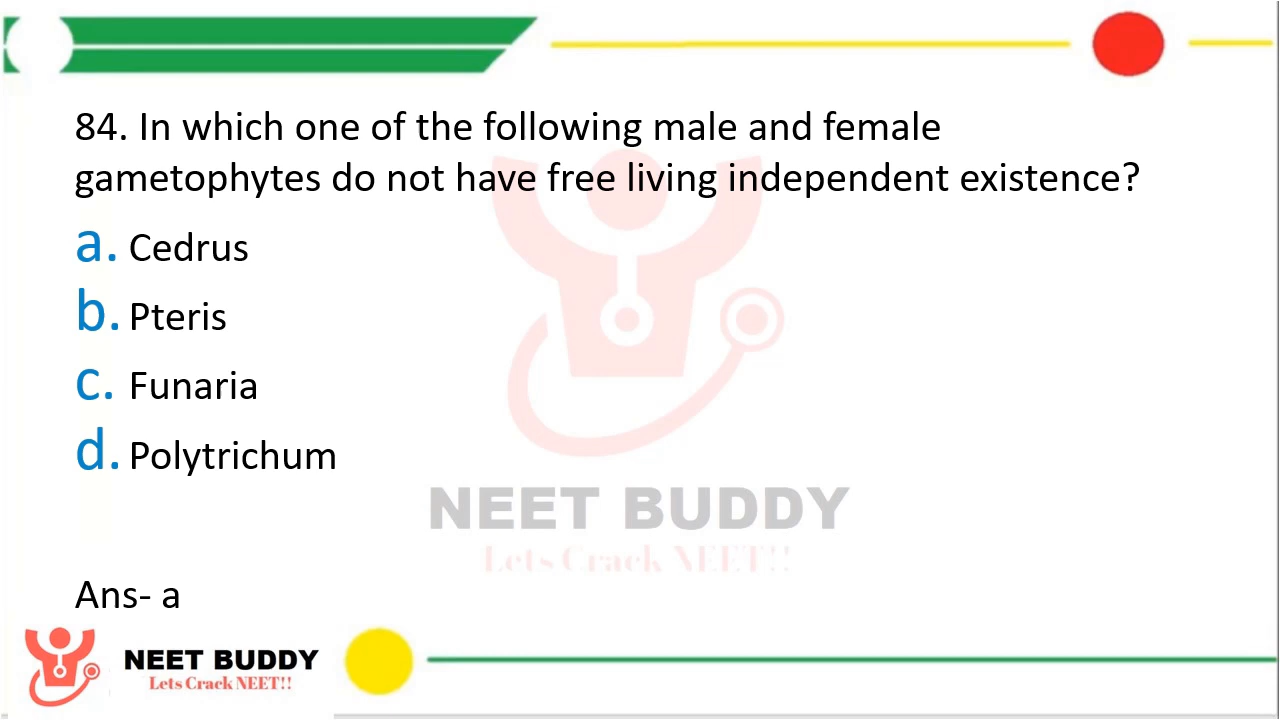 84. In which one of the following male and female
gametophytes do not have free living independent existence?
a. Cedrus
b. Pteris
c. Funaria
d. Polytrichum
NEET BUDDY
Lets Crack NEET!!
Ans- a
NEET BUDDY
Lets Crack NEET!!